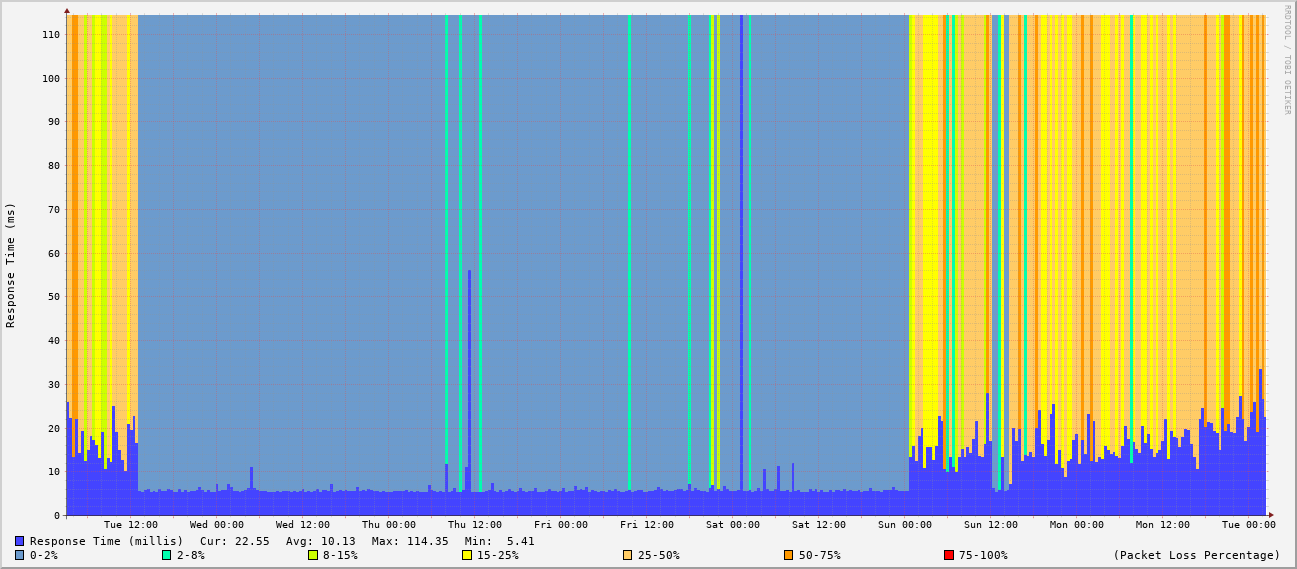 RRDTOOL / TOBI OETIKER
Response Time (ms)
110
100
90
80
70
60
50
40
30
20
10
0
Tue 12:00 Wed 00:00 Wed 12:00 Thu 00:00 Thu 12:00 Fri 00:00 Fri 12:00 Sat 00:00 Sat 12:00 Sun 00:00 Sun 12:00 Mon 00:00 Mon 12:00 Tue 00:00
Response Time (millis) Cur: 22.55 Avg: 10.13 Max: 114.35 Min: 5.41
0-2% 2-8% 8-15% 15-25% 25-50% 50-75% 75-100% (Packet Loss Percentage)